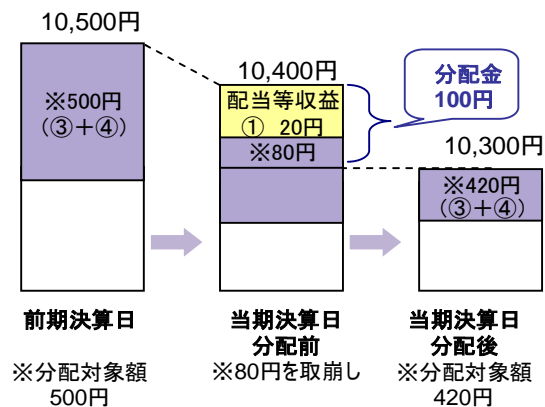 10,500円
10,400円
分配金
100円
※500円
(③+④)
配当等収益
① 20円
※80円
10,300円
※420円
(③+④)
前期決算日
当期決算日
分配前
当期決算日
分配後
※分配対象額
500円
※80円を取崩し
※分配対象額
420円